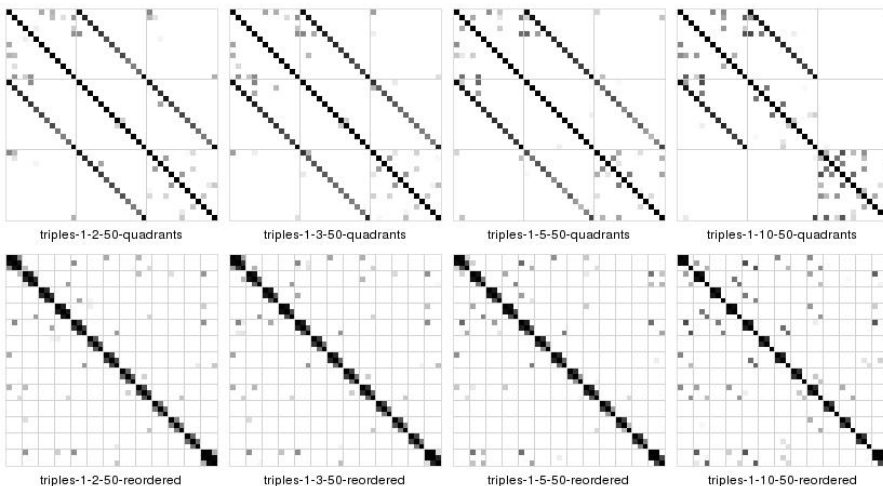 triples-1-2-50-quadrants
triples-1-3-50-quadrants
triples-1-5-50-quadrants
triples-1-10-50-quadrants
triples-1-2-50-reordered
triples-1-3-50-reordered
triples-1-5-50-reordered
triples-1-10-50-reordered